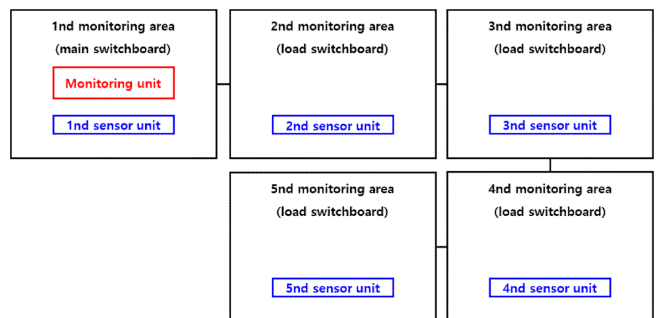 1nd monitoring area
(main switchboard)
Monitoring unit
1nd sensor unit
2nd monitoring area
(load switchboard)
2nd sensor unit
3nd monitoring area
(load switchboard)
3nd sensor unit
5nd monitoring area
(load switchboard)
5nd sensor unit
4nd monitoring area
(load switchboard)
4nd sensor unit